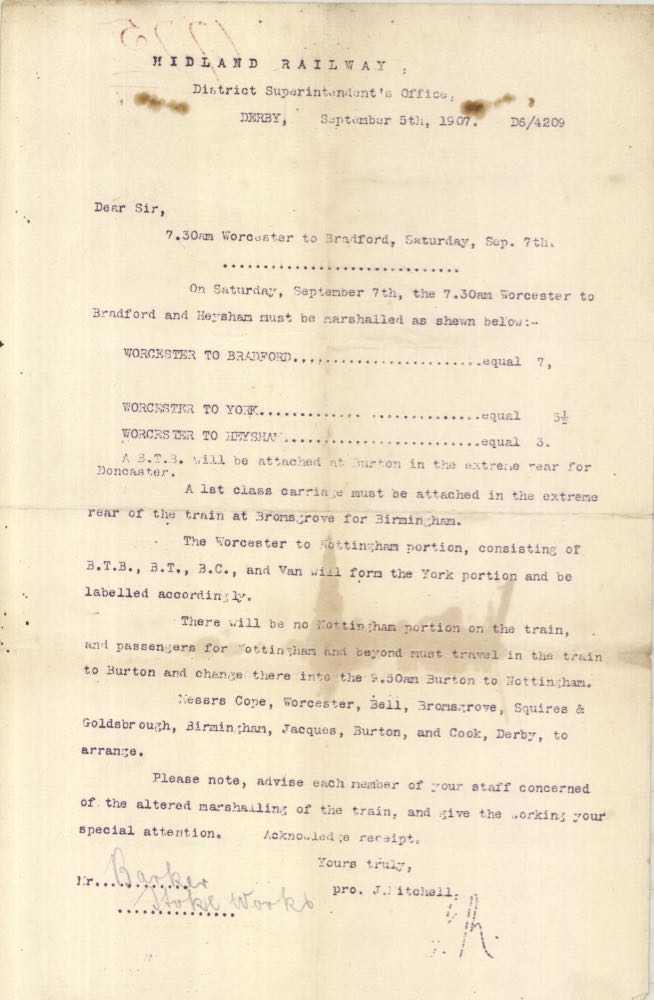 MIDLAND RAILWAY.
District Superintendent's Office,
DERBY, September 5th, 1907. D6/4209
Dear Sir,
7.30am Worcester to Bradford, Saturday, Sep. 7th.
..............................
On Saturday, September 7th, the 7.30am Worcester to
Bradford and Heysham must be marshalled as shewn below:-
WORCESTER TO BRADFORD.........................equal 7,
WORCESTER TO YORK............. ..............equal 5½
WORCESTER TO HEYSHAM.........................equal 3.
A B.T.B. will be attached at Burton in the extreme rear for
Doncaster.
A 1st class carriage must be attached in the extreme
rear of the train at Bromsgrove for Birmingham.
The Worcester to Nottingham portion, consisting of
B.T.B., B.T., B.C., and Van will form the York portion and be
labelled accordingly.
There will be no Nottingham portion on the train,
and passengers for Nottingham and beyond must travel in the train
to Burton and change there into the 9.50am Burton to Nottingham.
Messrs Cope, Worcester, Bell, Bromsgrove, Squires &
Goldsbrough, Birmingham, Jacques, Burton, and Cook, Derby, to
arrange.
Please note, advise each member of your staff concerned
of the altered marshalling of the train, and give the working your
special attention. Acknowledge receipt.
Yours truly,
pro. J.Mitchell.
Mr. Barker
Stoke Works